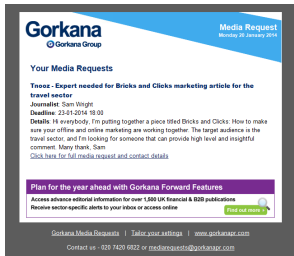 Gorkana
Gorkana Group
Media Request
Monday 20 January 2014
Your Media Requests
Tnooz - Expert needed for Bricks and Clicks marketing article for the
travel sector
Journalist: Sam Wright
Deadline: 23-01-2014 18:00
Details: Hi everybody, I'm putting together a piece titled Bricks and Clicks: How to make
sure your offline and online marketing are working together. The target audience is the
travel sector, and I'm looking for someone that can provide high level and insightful
comment. Many thanks, Sam
Click here for full media request and contact details
Plan for the year ahead with Gorkana Forward Features
Access advance editorial information for over 1,500 UK financial & B2B publications
Receive sector-specific alerts to your inbox or access online
Find out more >
Gorkana Media Requests | Tailor your settings | www.gorkanapr.com
Contact us - 020 7420 6822 or mediarequests@gorkanapr.com